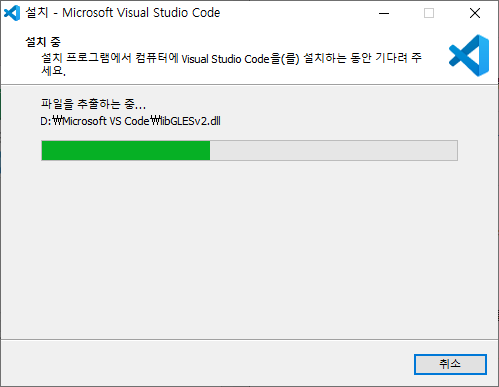 설치 - Microsoft Visual Studio Code
설치 중
설치 프로그램에서 컴퓨터에 Visual Studio Code을(를) 설치하는 동안 기다려 주
세요.
파일을 추출하는 중...
D:₩Microsoft VS Code₩libGLESv2.dll
취소